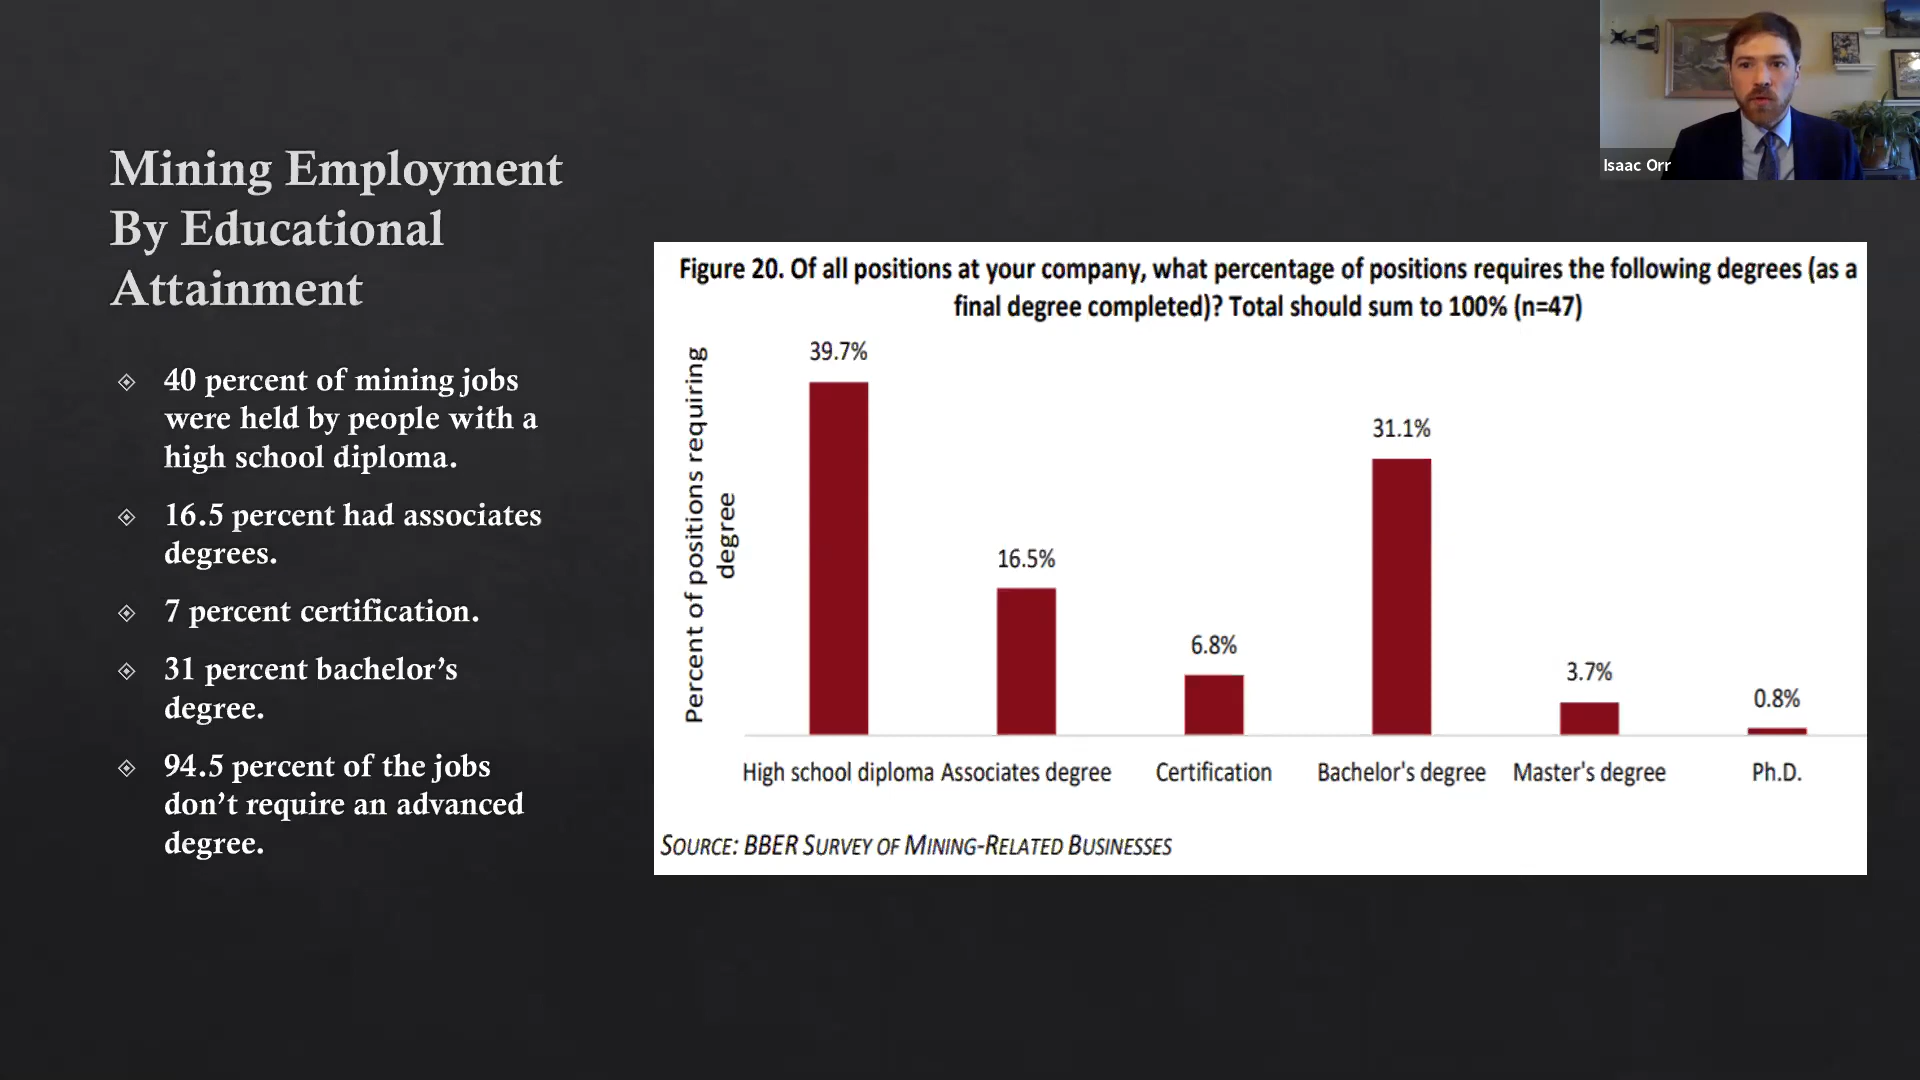 Isaac Orr
Mining Employment
By Educational
Attainment
40 percent of mining jobs
were held by people with a
high school diploma.
16.5 percent had associates
degrees.
7 percent certification.
31 percent bachelor’s
degree.
94.5 percent of the jobs
don’t require an advanced
degree.
Figure 20. Of all positions at your company, what percentage of positions requires the following degrees (as a
final degree completed)? Total should sum to 100% (n=47)
Percent of positions requiring
degree
39.7%
16.5%
6.8%
31.1%
3.7%
0.8%
High school diploma Associates degree Certification Bachelor's degree Master's degree Ph.D.
SOURCE: BBER SURVEY OF MINING-RELATED BUSINESSES